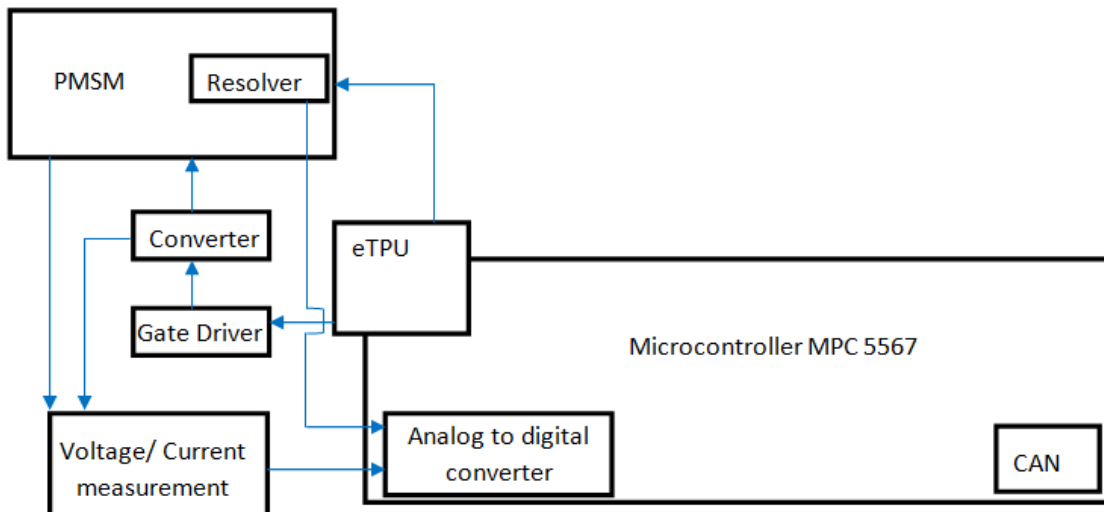 PMSM
Resolver
Converter
eTPU
Gate Driver
Microcontroller MPC 5567
Voltage/ Current
measurement
Analog to digital
converter
CAN